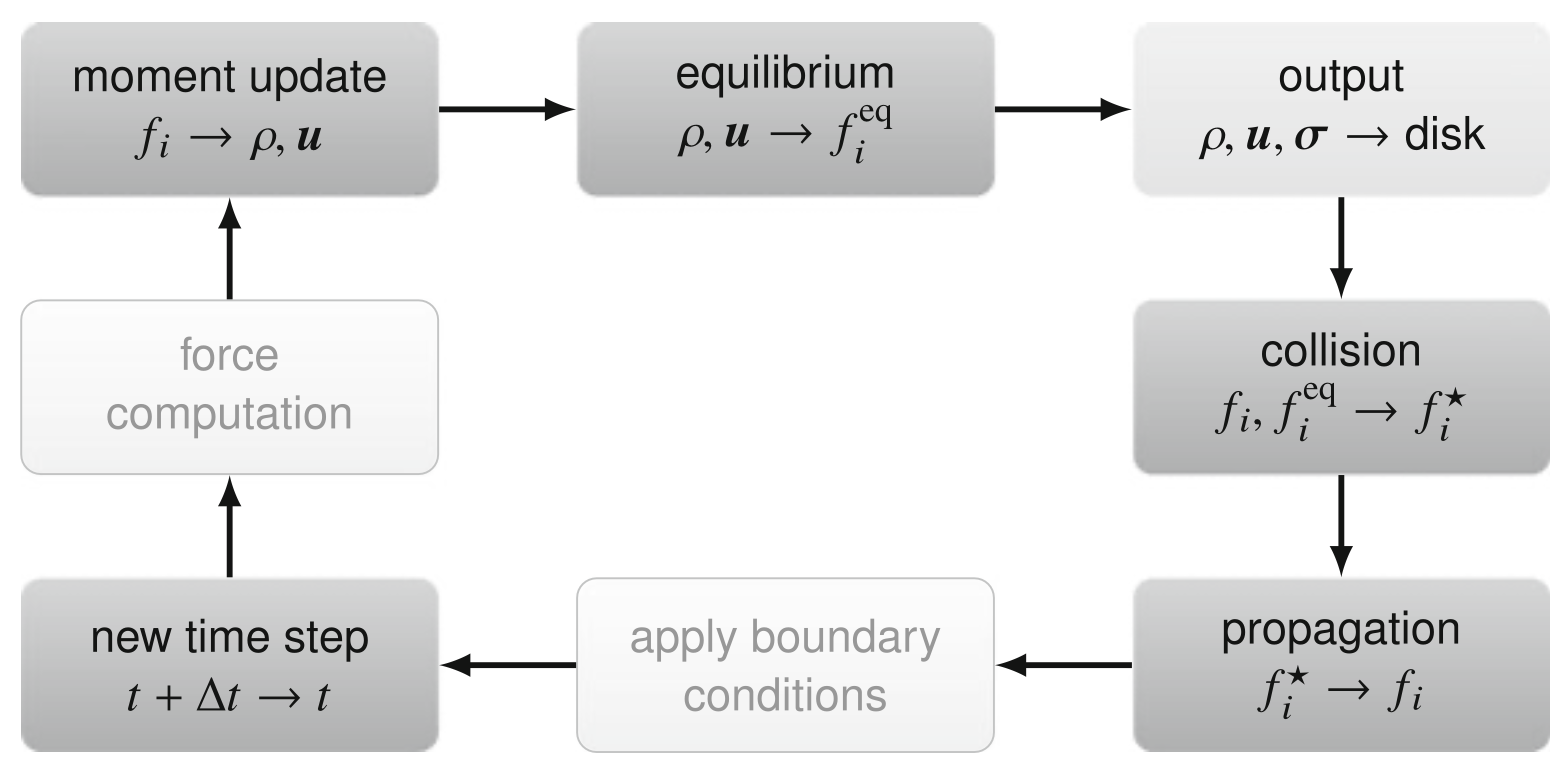 moment update
f_i → ρ, u
equilibrium
ρ, u → f_i^eq
output
ρ, u, σ → disk
force
computation
collision
f_i, f_i^eq → f_i^★
new time step
t + Δt → t
apply boundary
conditions
propagation
f_i^★ → f_i